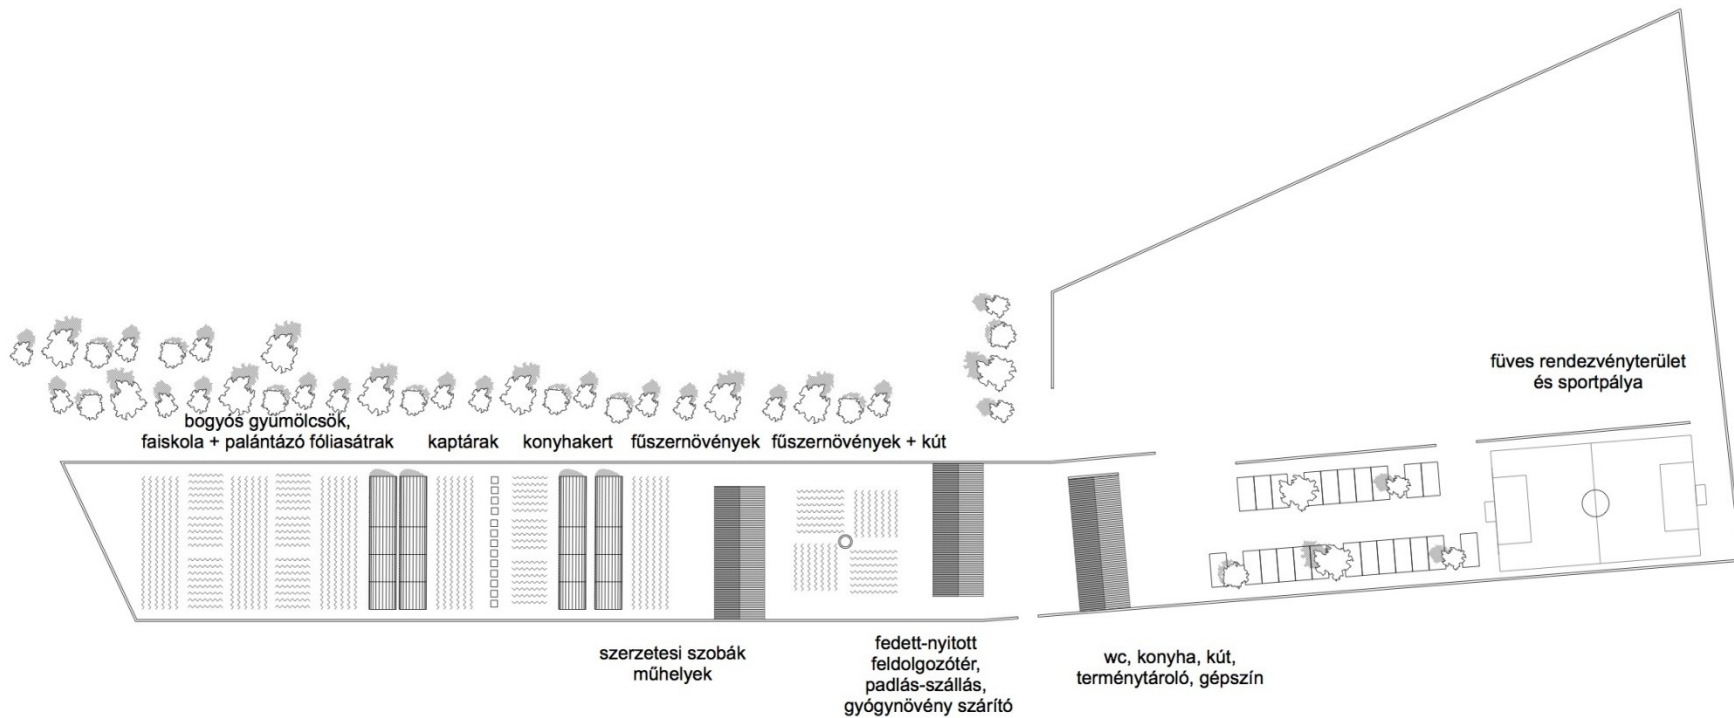 füves rendezvényterület
és sportpálya
bogyós gyümölcsök,
faiskola + palántázó fóliasátrak
kaptárak
konyhakert
fűszernövények
fűszernövények + kút
szerzetesi szobák
műhelyek
fedett-nyitott
feldolgozótér,
padlás-szállás,
gyógynövény szárító
wc, konyha, kút,
terménytároló, gépszín